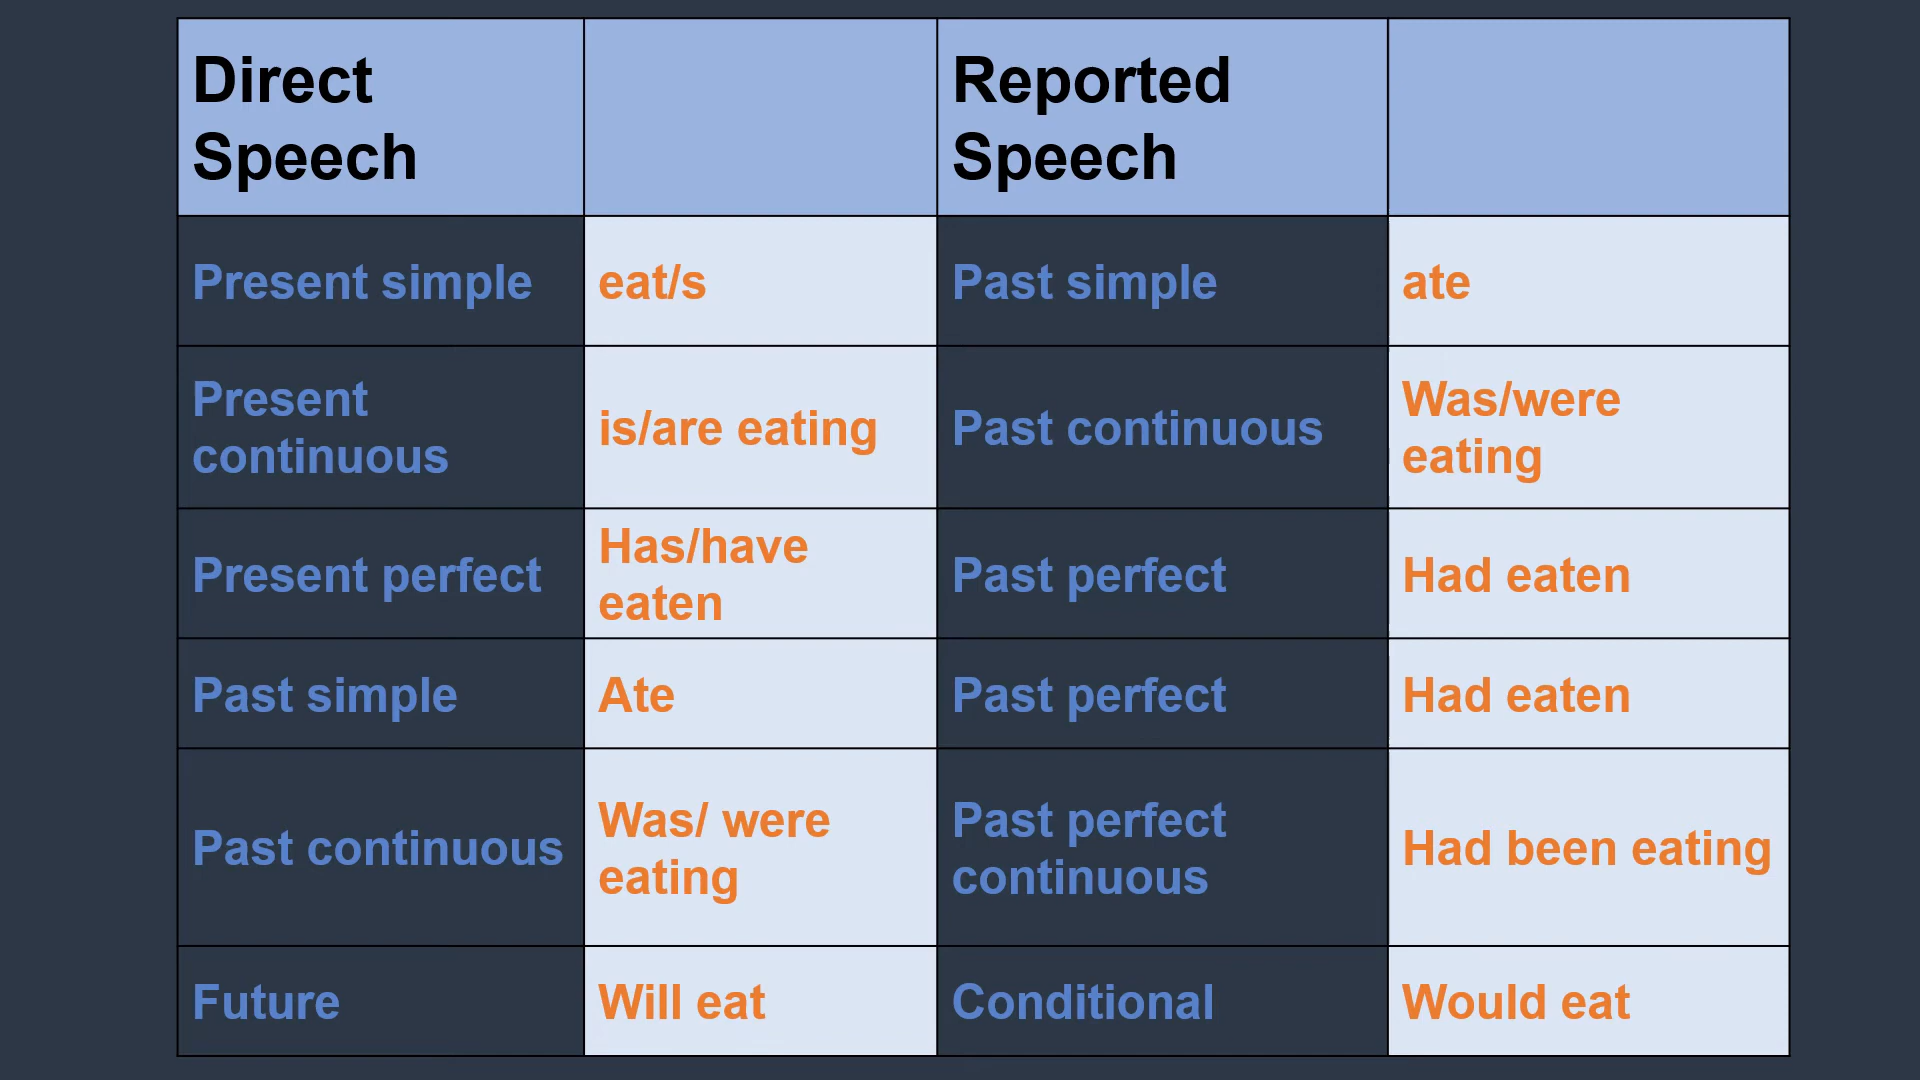 Direct
Speech
Reported
Speech
Present simple
eat/s
Past simple
ate
Present
continuous
is/are eating
Past continuous
Was/were
eating
Present perfect
Has/have
eaten
Past perfect
Had eaten
Past simple
Ate
Past perfect
Had eaten
Past continuous
Was/ were
eating
Past perfect
continuous
Had been eating
Future
Will eat
Conditional
Would eat